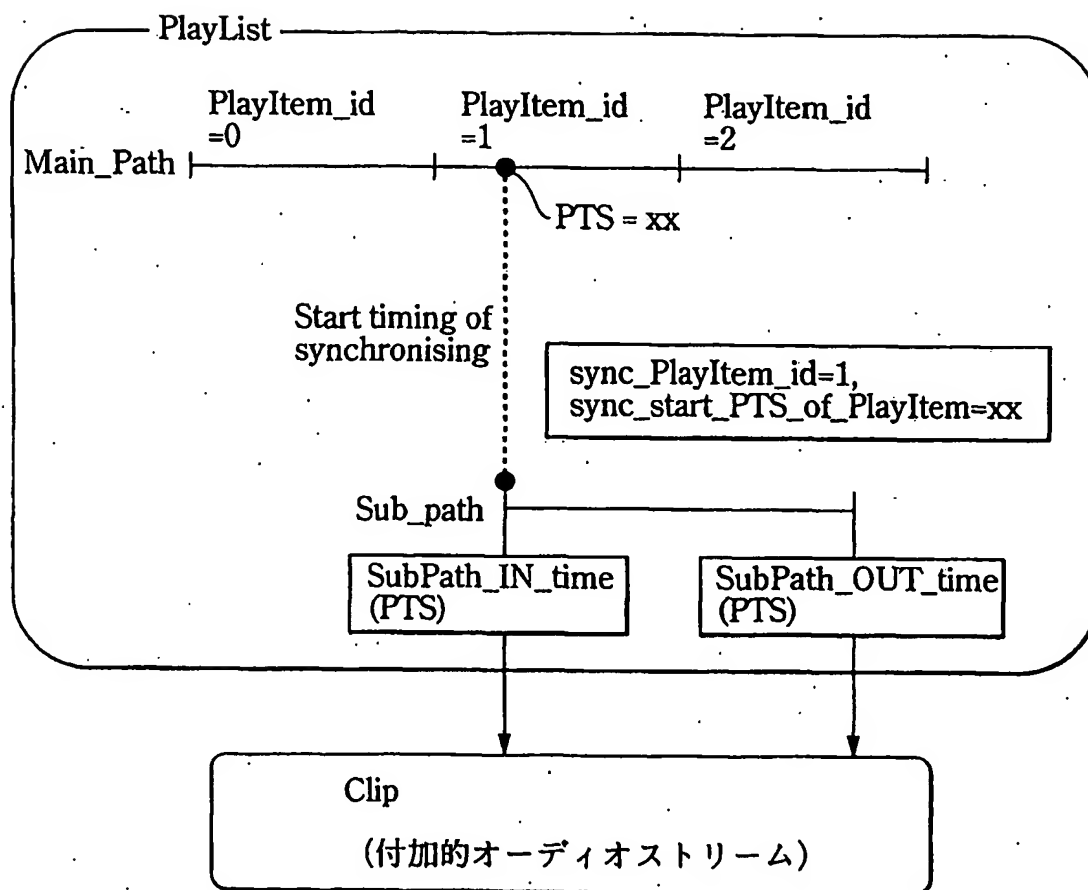 PlayList
PlayItem_id
=0
PlayItem_id
=1
PlayItem_id
=2
Main_Path
PTS = xx
Start timing of
synchronising
sync_PlayItem_id=1,
sync_start_PTS_of_PlayItem=xx
Sub_path
SubPath_IN_time
(PTS)
SubPath_OUT_time
(PTS)
Clip
(付加的オーディオストリーム)